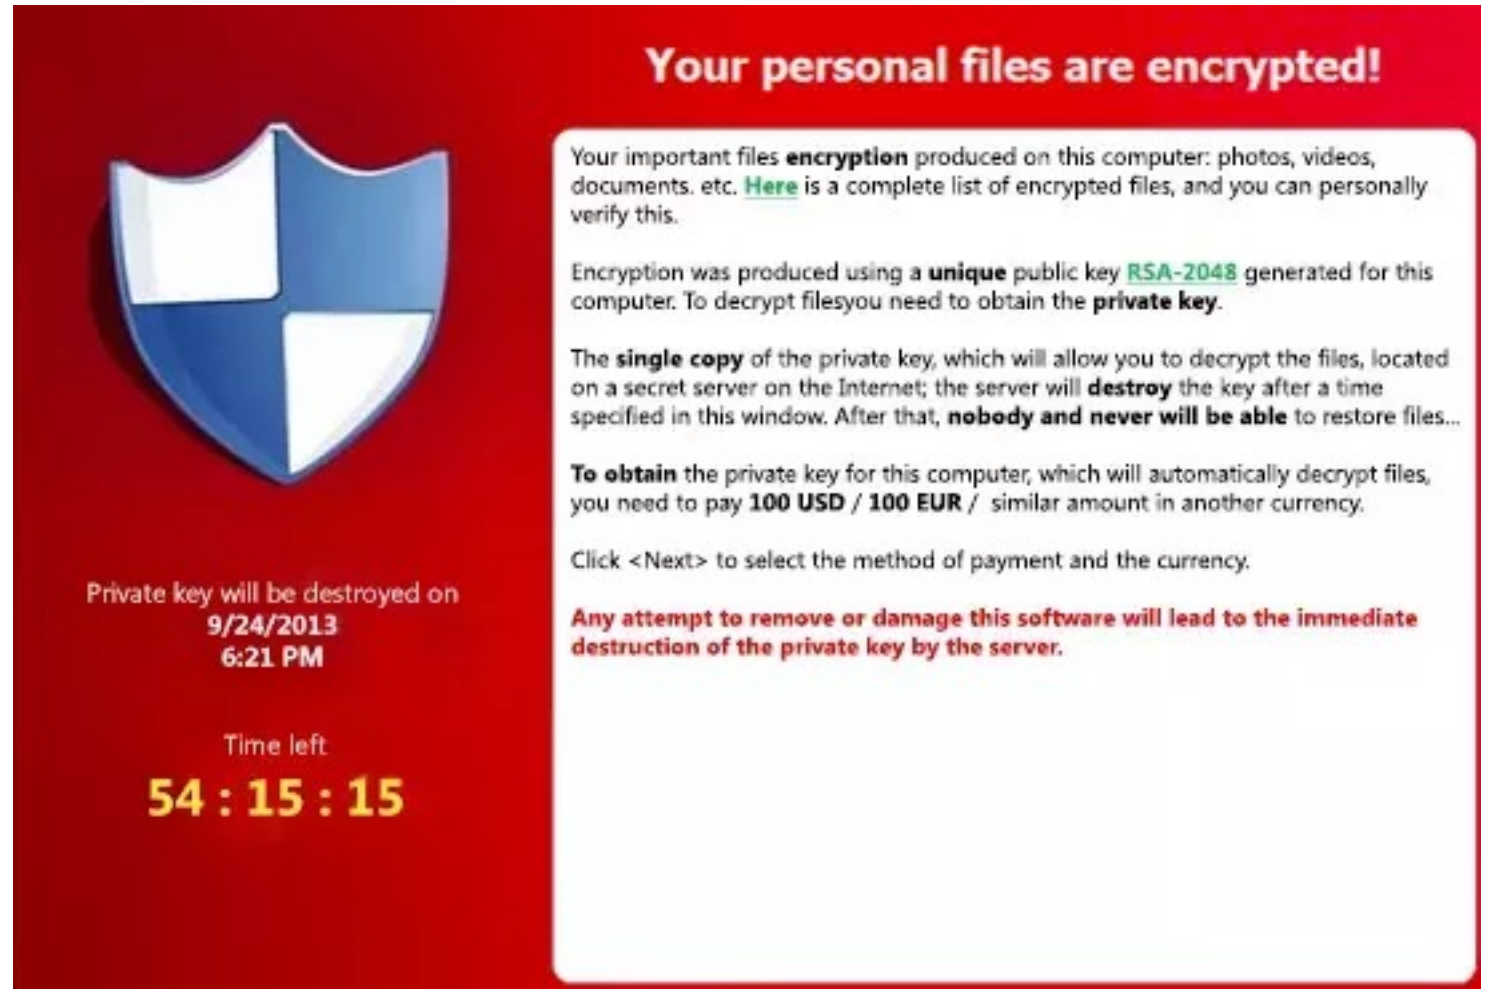 Your personal files are encrypted!
Your important files encryption produced on this computer: photos, videos,
documents. etc. Here is a complete list of encrypted files, and you can personally
verify this.
Encryption was produced using a unique public key RSA-2048 generated for this
computer. To decrypt filesyou need to obtain the private key.
The single copy of the private key, which will allow you to decrypt the files, located
on a secret server on the Internet; the server will destroy the key after a time
specified in this window. After that, nobody and never will be able to restore files...
To obtain the private key for this computer, which will automatically decrypt files,
you need to pay 100 USD / 100 EUR / similar amount in another currency.
Click <Next> to select the method of payment and the currency.
Any attempt to remove or damage this software will lead to the immediate
destruction of the private key by the server.
Private key will be destroyed on
9/24/2013
6:21 PM
Time left
54 : 15 : 15